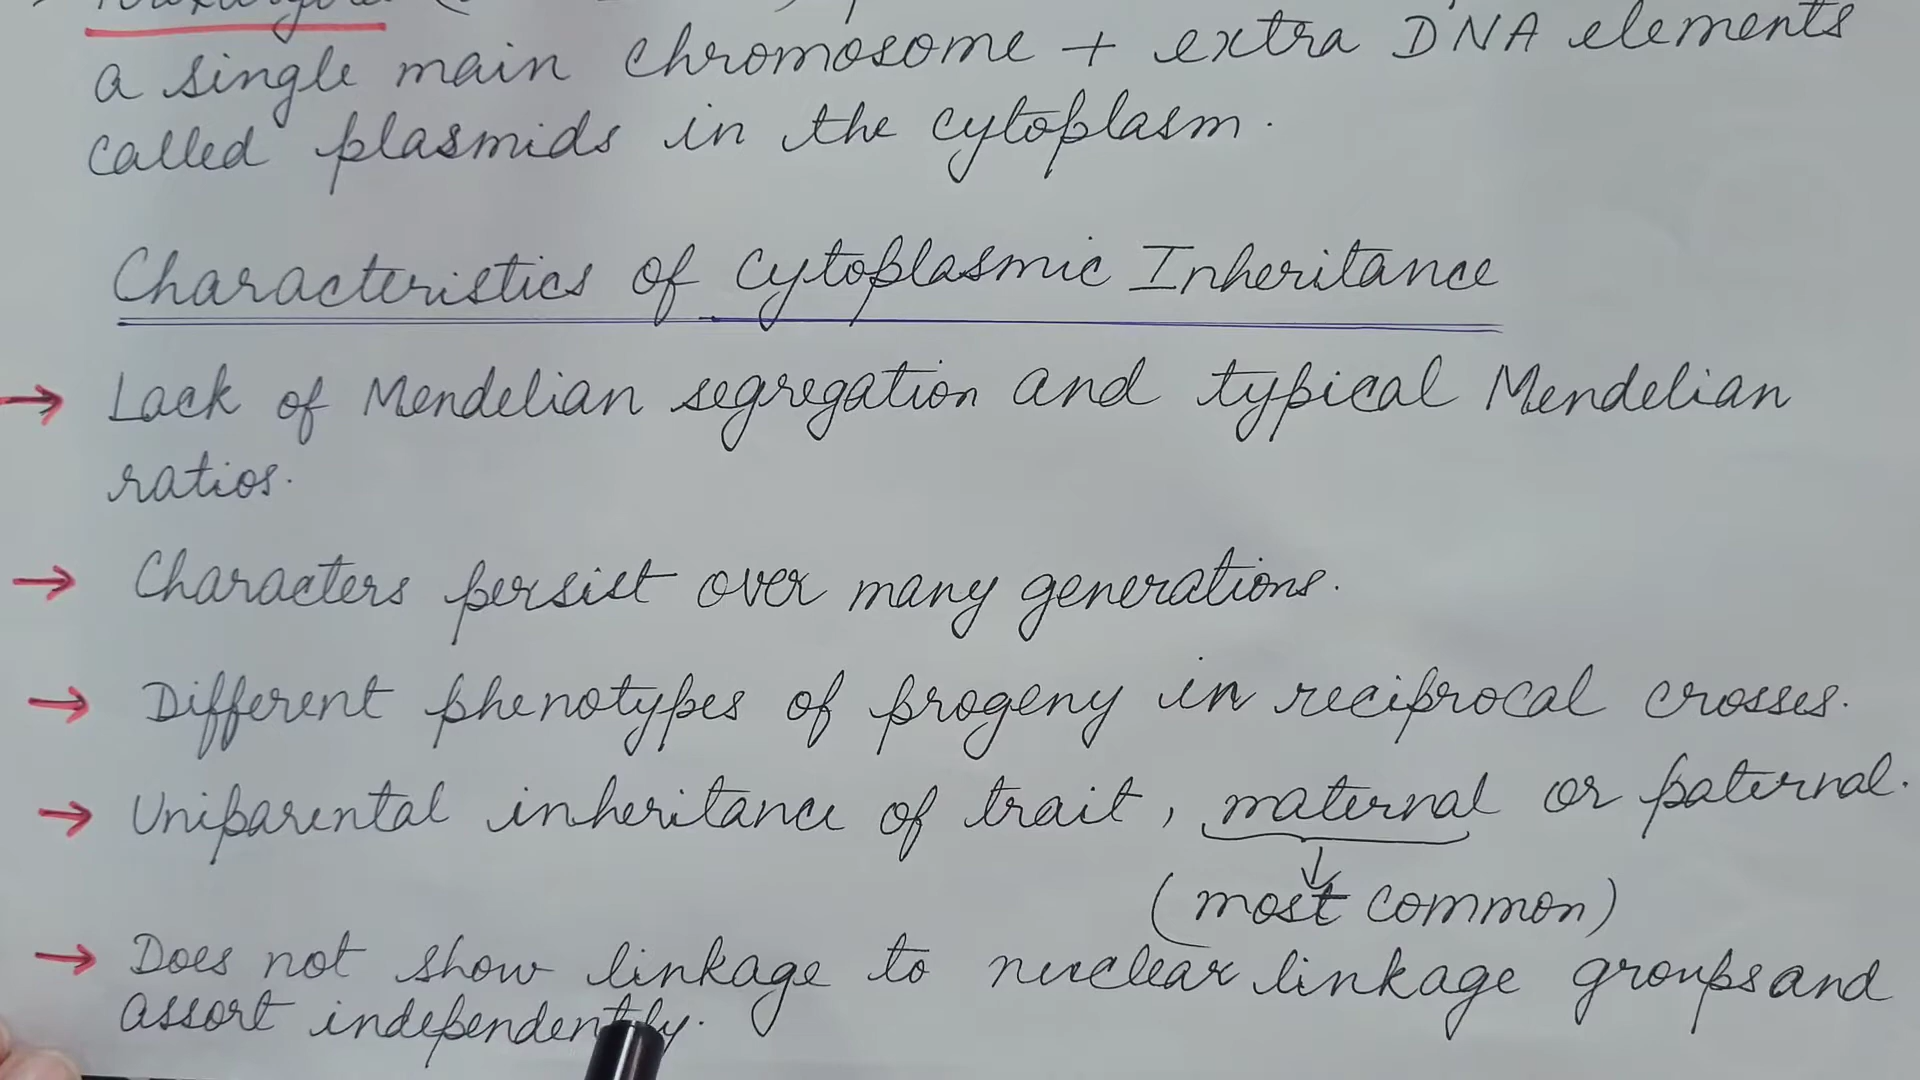 a single main chromosome + extra DNA elements
called plasmids in the cytoplasm.
Characteristics of Cytoplasmic Inheritance
→ Lack of Mendelian segregation and typical Mendelian
ratios.
→ Characters persist over many generations.
→ Different phenotypes of progeny in reciprocal crosses.
→ Uniparental inheritance of trait, maternal or paternal.
↓
(most common)
→ Does not show linkage to nuclear linkage groups and
assort independently.